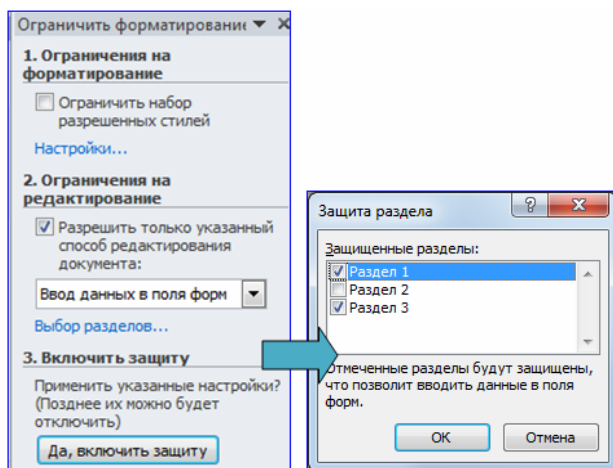 Ограничить форматировани
1. Ограничения на
форматирование
Ограничить набор
разрешенных стилей
Настройки...
2. Ограничения на
редактирование
Разрешить только указанный
способ редактирования
документа:
Ввод данных в поля форм
Выбор разделов...
3. Включить защиту
Применить указанные настройки?
(Позднее их можно будет
отключить)
Да, включить защиту
Защита раздела
Защищенные разделы:
Раздел 1
Раздел 2
Раздел 3
Отмеченные разделы будут защищены,
что позволит вводить данные в поля
форм.
ОК
Отмена